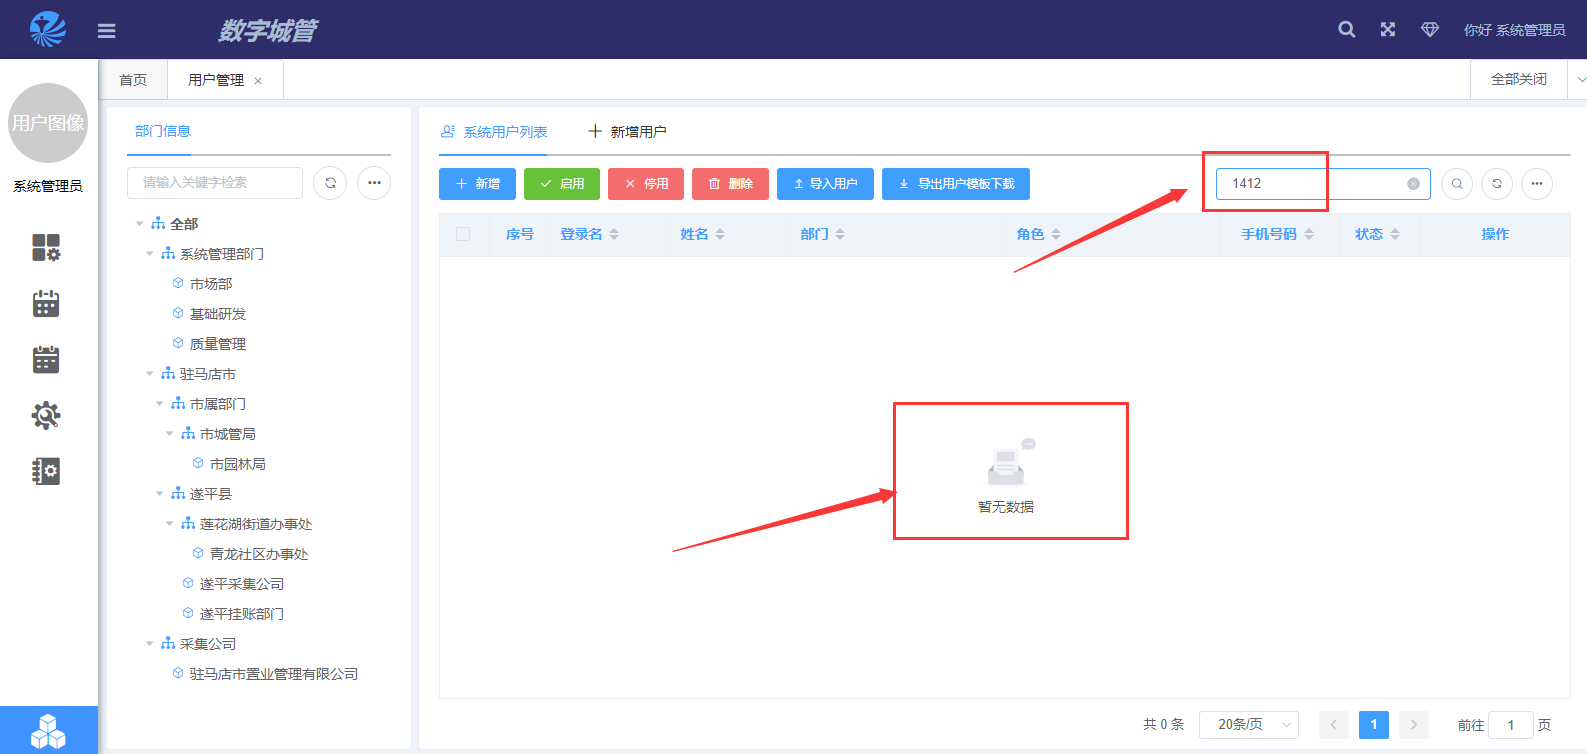 数字城管
你好 系统管理员
用户图像
系统管理员
首页
用户管理 ×
全部关闭
部门信息
请输入关键字检索
全部
系统管理部门
市场部
基础研发
质量管理
驻马店市
市属部门
市城管局
市园林局
遂平县
莲花湖街道办事处
青龙社区办事处
遂平采集公司
遂平挂账部门
采集公司
驻马店市置业管理有限公司
系统用户列表
新增用户
新增
启用
停用
删除
导入用户
导出用户模板下载
1412
序号 登录名 姓名 部门 角色 手机号码 状态 操作
暂无数据
共 0 条
20条/页
1
前往 1 页